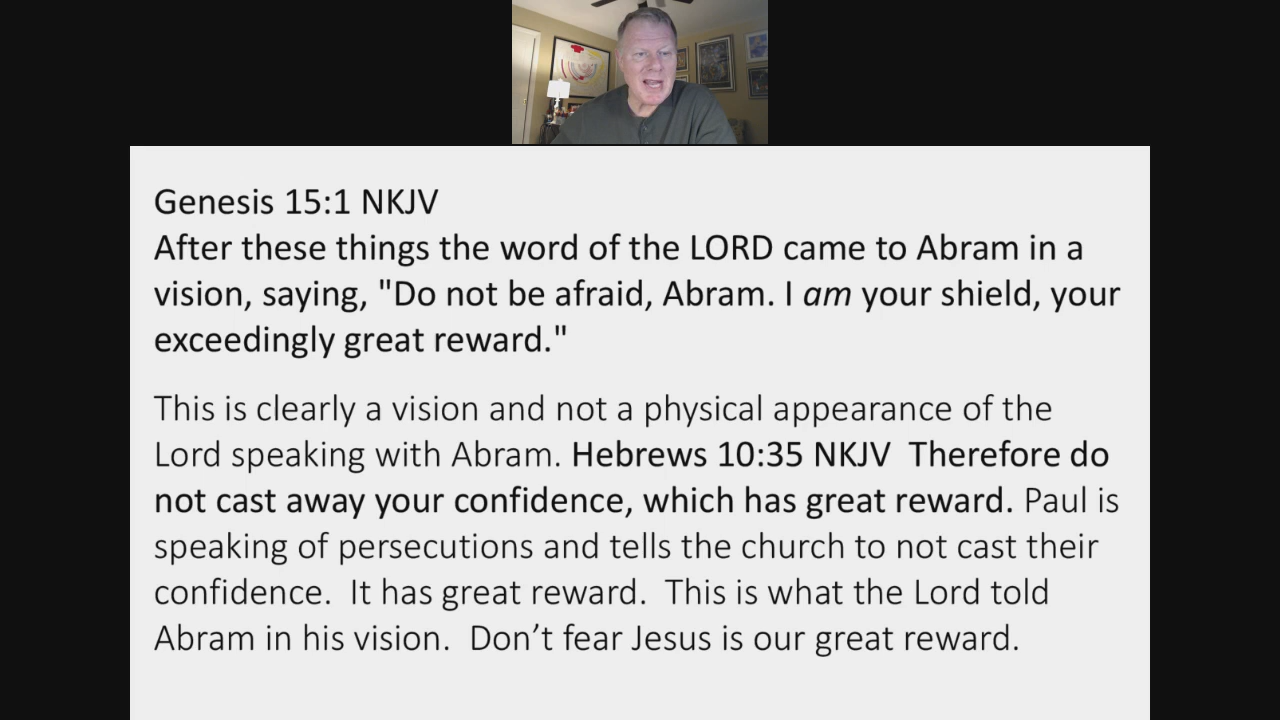 Genesis 15:1 NKJV
After these things the word of the LORD came to Abram in a
vision, saying, "Do not be afraid, Abram. I am your shield, your
exceedingly great reward."
This is clearly a vision and not a physical appearance of the
Lord speaking with Abram. Hebrews 10:35 NKJV  Therefore do
not cast away your confidence, which has great reward. Paul is
speaking of persecutions and tells the church to not cast their
confidence.  It has great reward.  This is what the Lord told
Abram in his vision.  Don’t fear Jesus is our great reward.